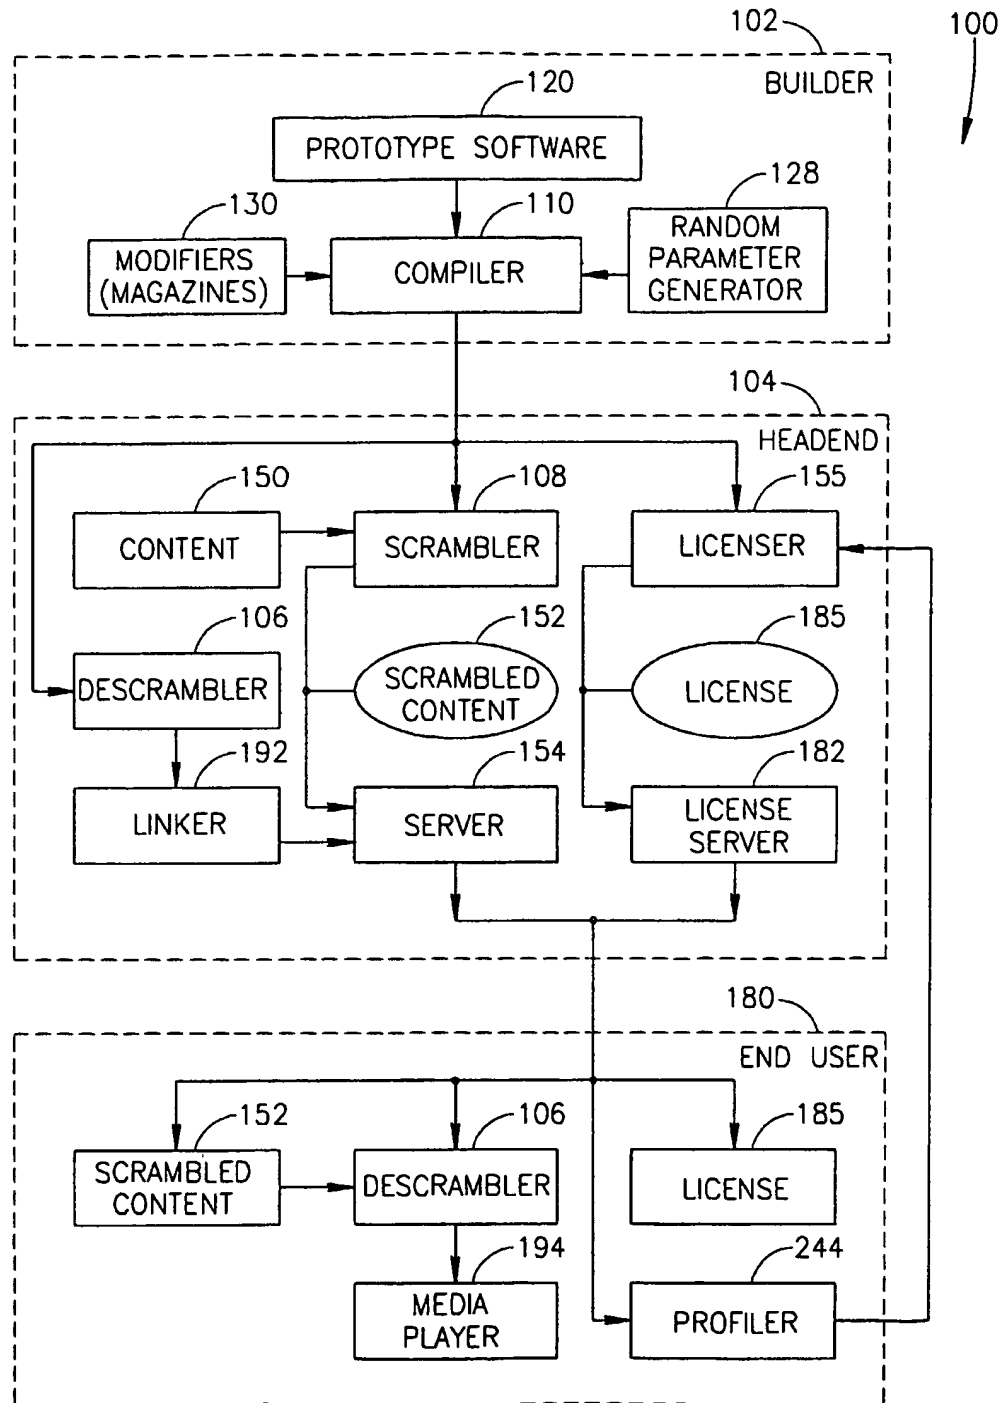 102
100
BUILDER
120
PROTOTYPE SOFTWARE
130
110
128
MODIFIERS
(MAGAZINES)
COMPILER
RANDOM
PARAMETER
GENERATOR
104
HEADEND
150
108
155
CONTENT
SCRAMBLER
LICENSER
106
152
185
DESCRAMBLER
SCRAMBLED
CONTENT
LICENSE
192
154
182
LINKER
SERVER
LICENSE
SERVER
180
END USER
152
106
185
SCRAMBLED
CONTENT
DESCRAMBLER
LICENSE
194
244
MEDIA
PLAYER
PROFILER